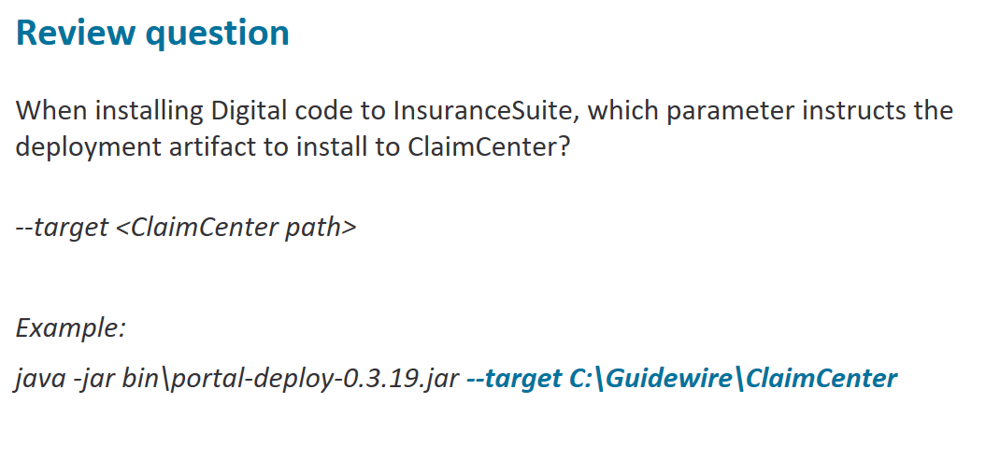 Review question
When installing Digital code to InsuranceSuite, which parameter instructs the
deployment artifact to install to ClaimCenter?
--target <ClaimCenter path>
Example:
java -jar bin\portal-deploy-0.3.19.jar --target C:\Guidewire\ClaimCenter